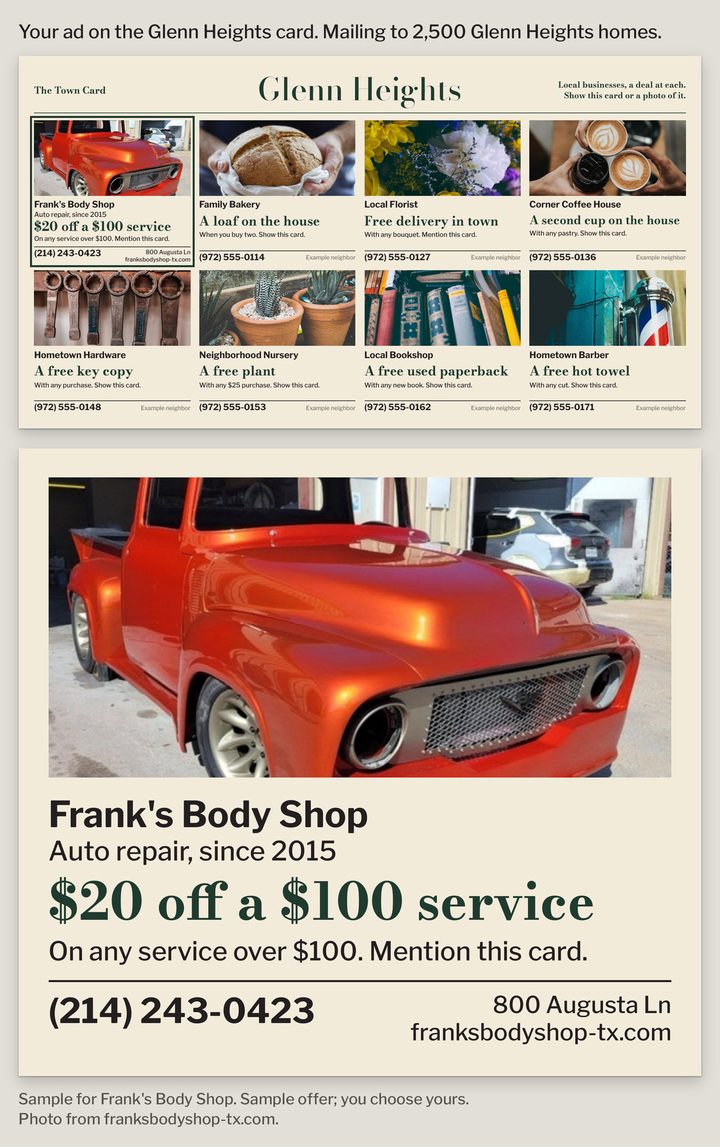 Your ad on the Glenn Heights card. Mailing to 2,500 Glenn Heights homes.
The Town Card
Glenn Heights
Local businesses, a deal at each.
Show this card or a photo of it.
Frank's Body Shop
Auto repair, since 2015
$20 off a $100 service
On any service over $100. Mention this card.
(214) 243-0423
800 Augusta Ln
franksbodyshop-tx.com
Family Bakery
A loaf on the house
When you buy two. Show this card.
(972) 555-0114
Example neighbor
Local Florist
Free delivery in town
With any bouquet. Mention this card.
(972) 555-0127
Example neighbor
Corner Coffee House
A second cup on the house
With any pastry. Show this card.
(972) 555-0136
Example neighbor
Hometown Hardware
A free key copy
With any purchase. Show this card.
(972) 555-0148
Example neighbor
Neighborhood Nursery
A free plant
With any $25 purchase. Show this card.
(972) 555-0153
Example neighbor
Local Bookshop
A free used paperback
With any new book. Show this card.
(972) 555-0162
Example neighbor
Hometown Barber
A free hot towel
With any cut. Show this card.
(972) 555-0171
Example neighbor
Frank's Body Shop
Auto repair, since 2015
$20 off a $100 service
On any service over $100. Mention this card.
(214) 243-0423
800 Augusta Ln
franksbodyshop-tx.com
Sample for Frank's Body Shop. Sample offer; you choose yours.
Photo from franksbodyshop-tx.com.